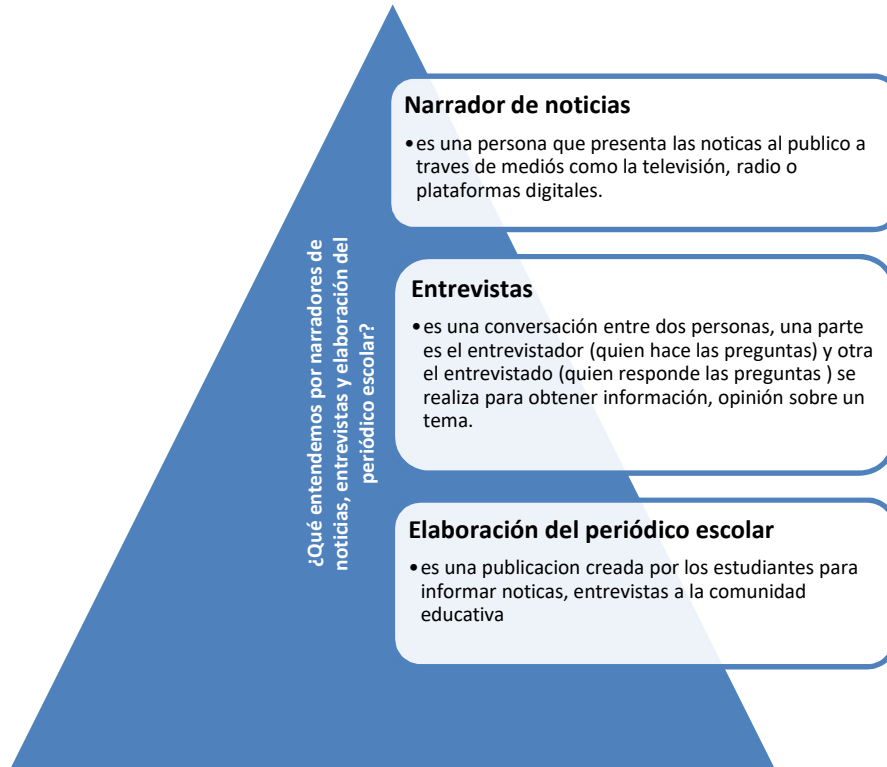 ¿Qué entendemos por narradores de
noticias, entrevistas y elaboración del
periódico escolar?
Narrador de noticias
•es una persona que presenta las noticas al publico a
traves de mediós como la televisión, radio o
plataformas digitales.
Entrevistas
•es una conversación entre dos personas, una parte
es el entrevistador (quien hace las preguntas) y otra
el entrevistado (quien responde las preguntas ) se
realiza para obtener información, opinión sobre un
tema.
Elaboración del periódico escolar
•es una publicacion creada por los estudiantes para
informar noticas, entrevistas a la comunidad
educativa